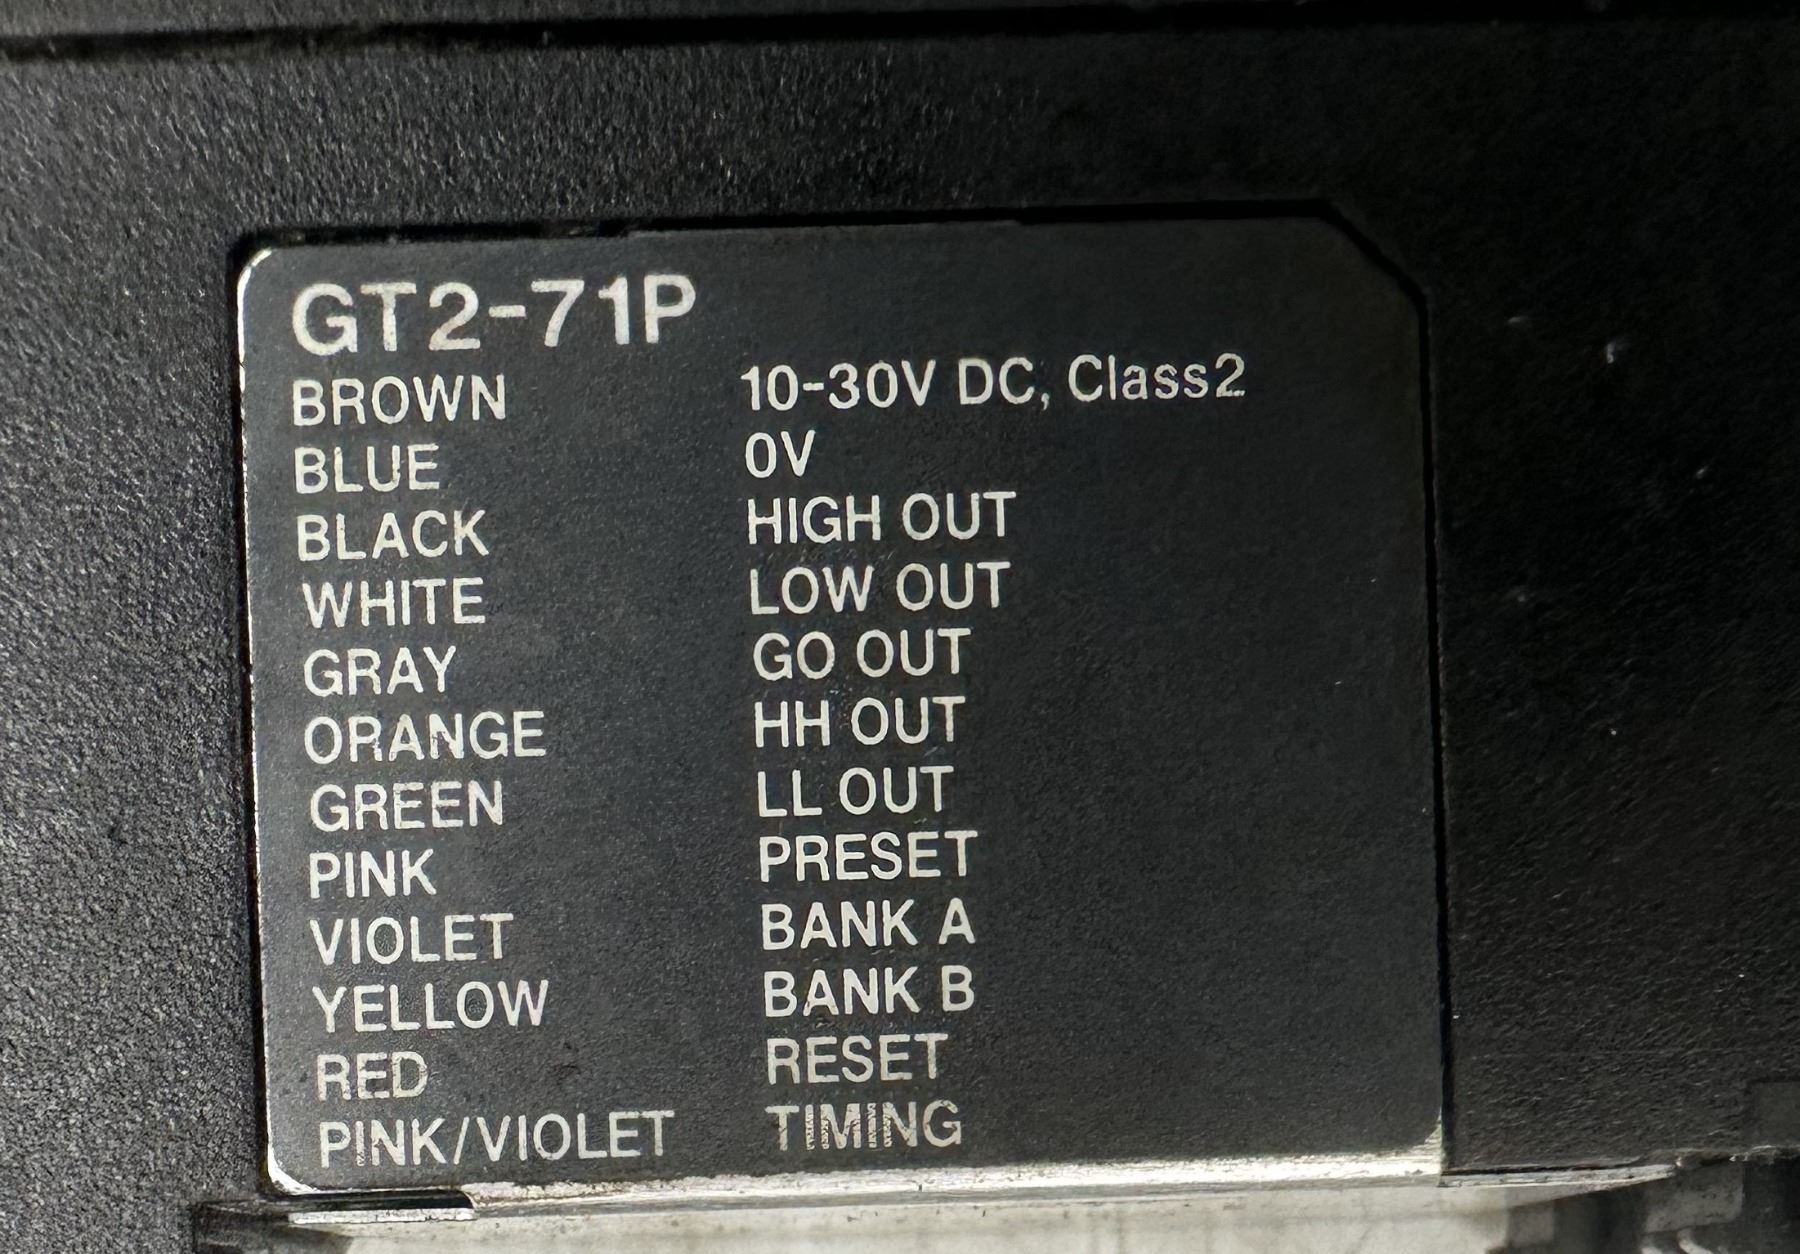 GT2-71P
BROWN 10-30V DC, Class2
BLUE 0V
BLACK HIGH OUT
WHITE LOW OUT
GRAY GO OUT
ORANGE HH OUT
GREEN LL OUT
PINK PRESET
VIOLET BANK A
YELLOW BANK B
RED RESET
PINK/VIOLET TIMING